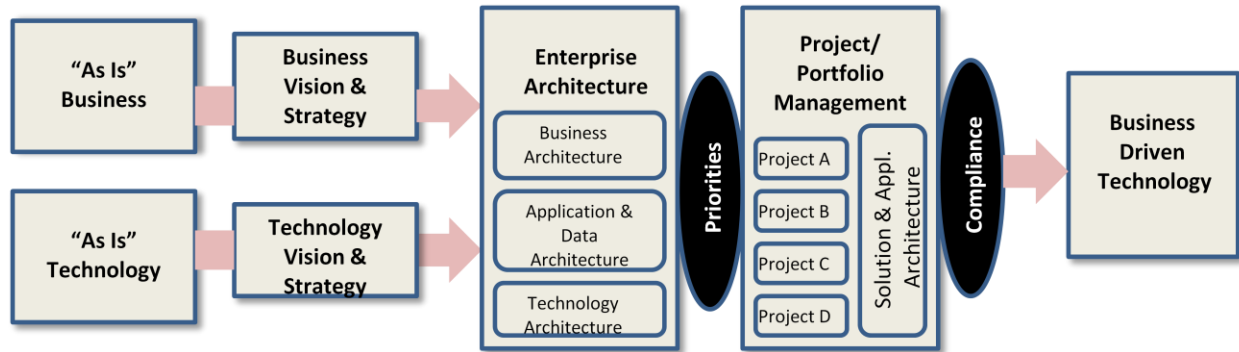 “As Is”
Business
Business
Vision &
Strategy
“As Is”
Technology
Technology
Vision &
Strategy
Enterprise
Architecture
Business
Architecture
Application &
Data
Architecture
Technology
Architecture
Priorities
Project/
Portfolio
Management
Project A
Project B
Project C
Project D
Solution & Appl.
Architecture
Compliance
Business
Driven
Technology